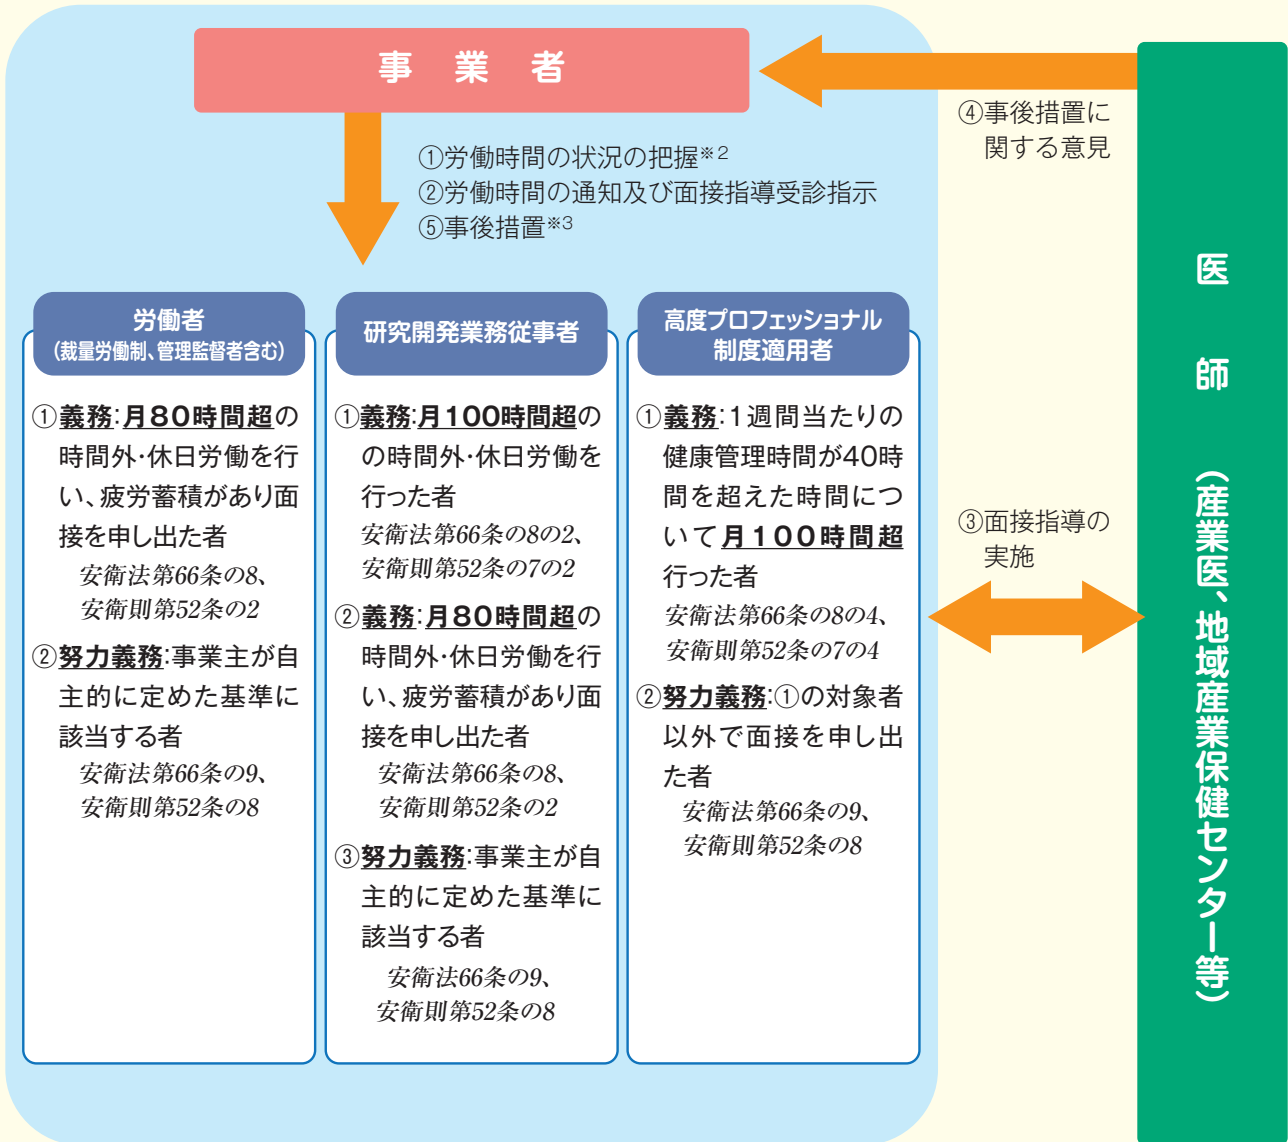 事業者
④事後措置に
関する意見
①労働時間の状況の把握※2
②労働時間の通知及び面接指導受診指示
⑤事後措置※3
労働者
(裁量労働制、管理監督者含む)
①義務:月80時間超の
時間外・休日労働を行
い、疲労蓄積があり面
接を申し出た者
安衛法第66条の8、
安衛則第52条の2
②努力義務:事業主が自
主的に定めた基準に
該当する者
安衛法第66条の9、
安衛則第52条の8
研究開発業務従事者
①義務:月100時間超の
の時間外・休日労働を
行った者
安衛法第66条の8の2、
安衛則第52条の7の2
②義務:月80時間超の
時間外・休日労働を行
い、疲労蓄積があり面
接を申し出た者
安衛法第66条の8、
安衛則第52条の2
③努力義務:事業主が自
主的に定めた基準に
該当する者
安衛法66条の9、
安衛則第52条の8
高度プロフェッショナル
制度適用者
①義務:1週間当たりの
健康管理時間が40時
間を超えた時間につ
いて月100時間超
行った者
安衛法第66条の8の4、
安衛則第52条の7の4
②努力義務:①の対象者
以外で面接を申し出
た者
安衛法第66条の9、
安衛則第52条の8
③面接指導の
実施
医師(産業医、地域産業保健センター等)